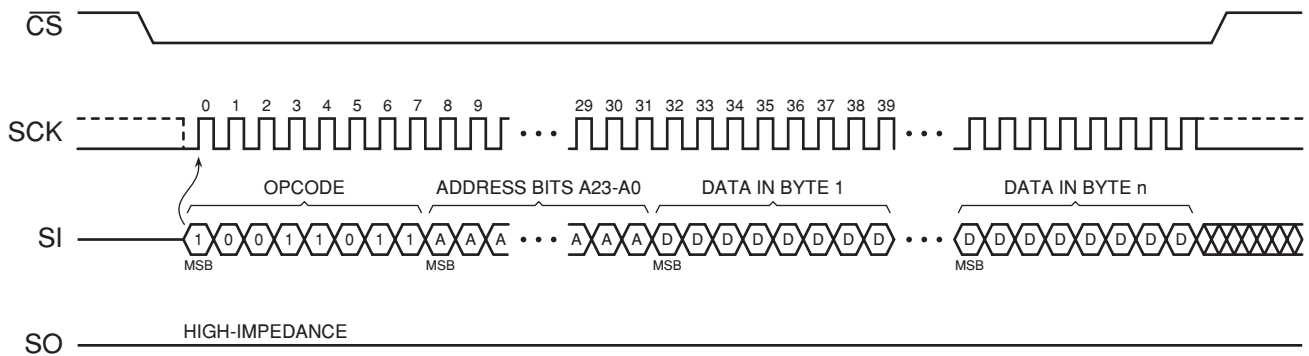 CS
0 1 2 3 4 5 6 7 8 9 29 30 31 32 33 34 35 36 37 38 39
SCK • • • • • •
OPCODE ADDRESS BITS A23-A0 DATA IN BYTE 1 DATA IN BYTE n
SI 1 0 0 1 1 0 1 1 A A A • • • A A A D D D D D D D D • • • D D D D D D D D
MSB MSB MSB MSB
HIGH-IMPEDANCE
SO